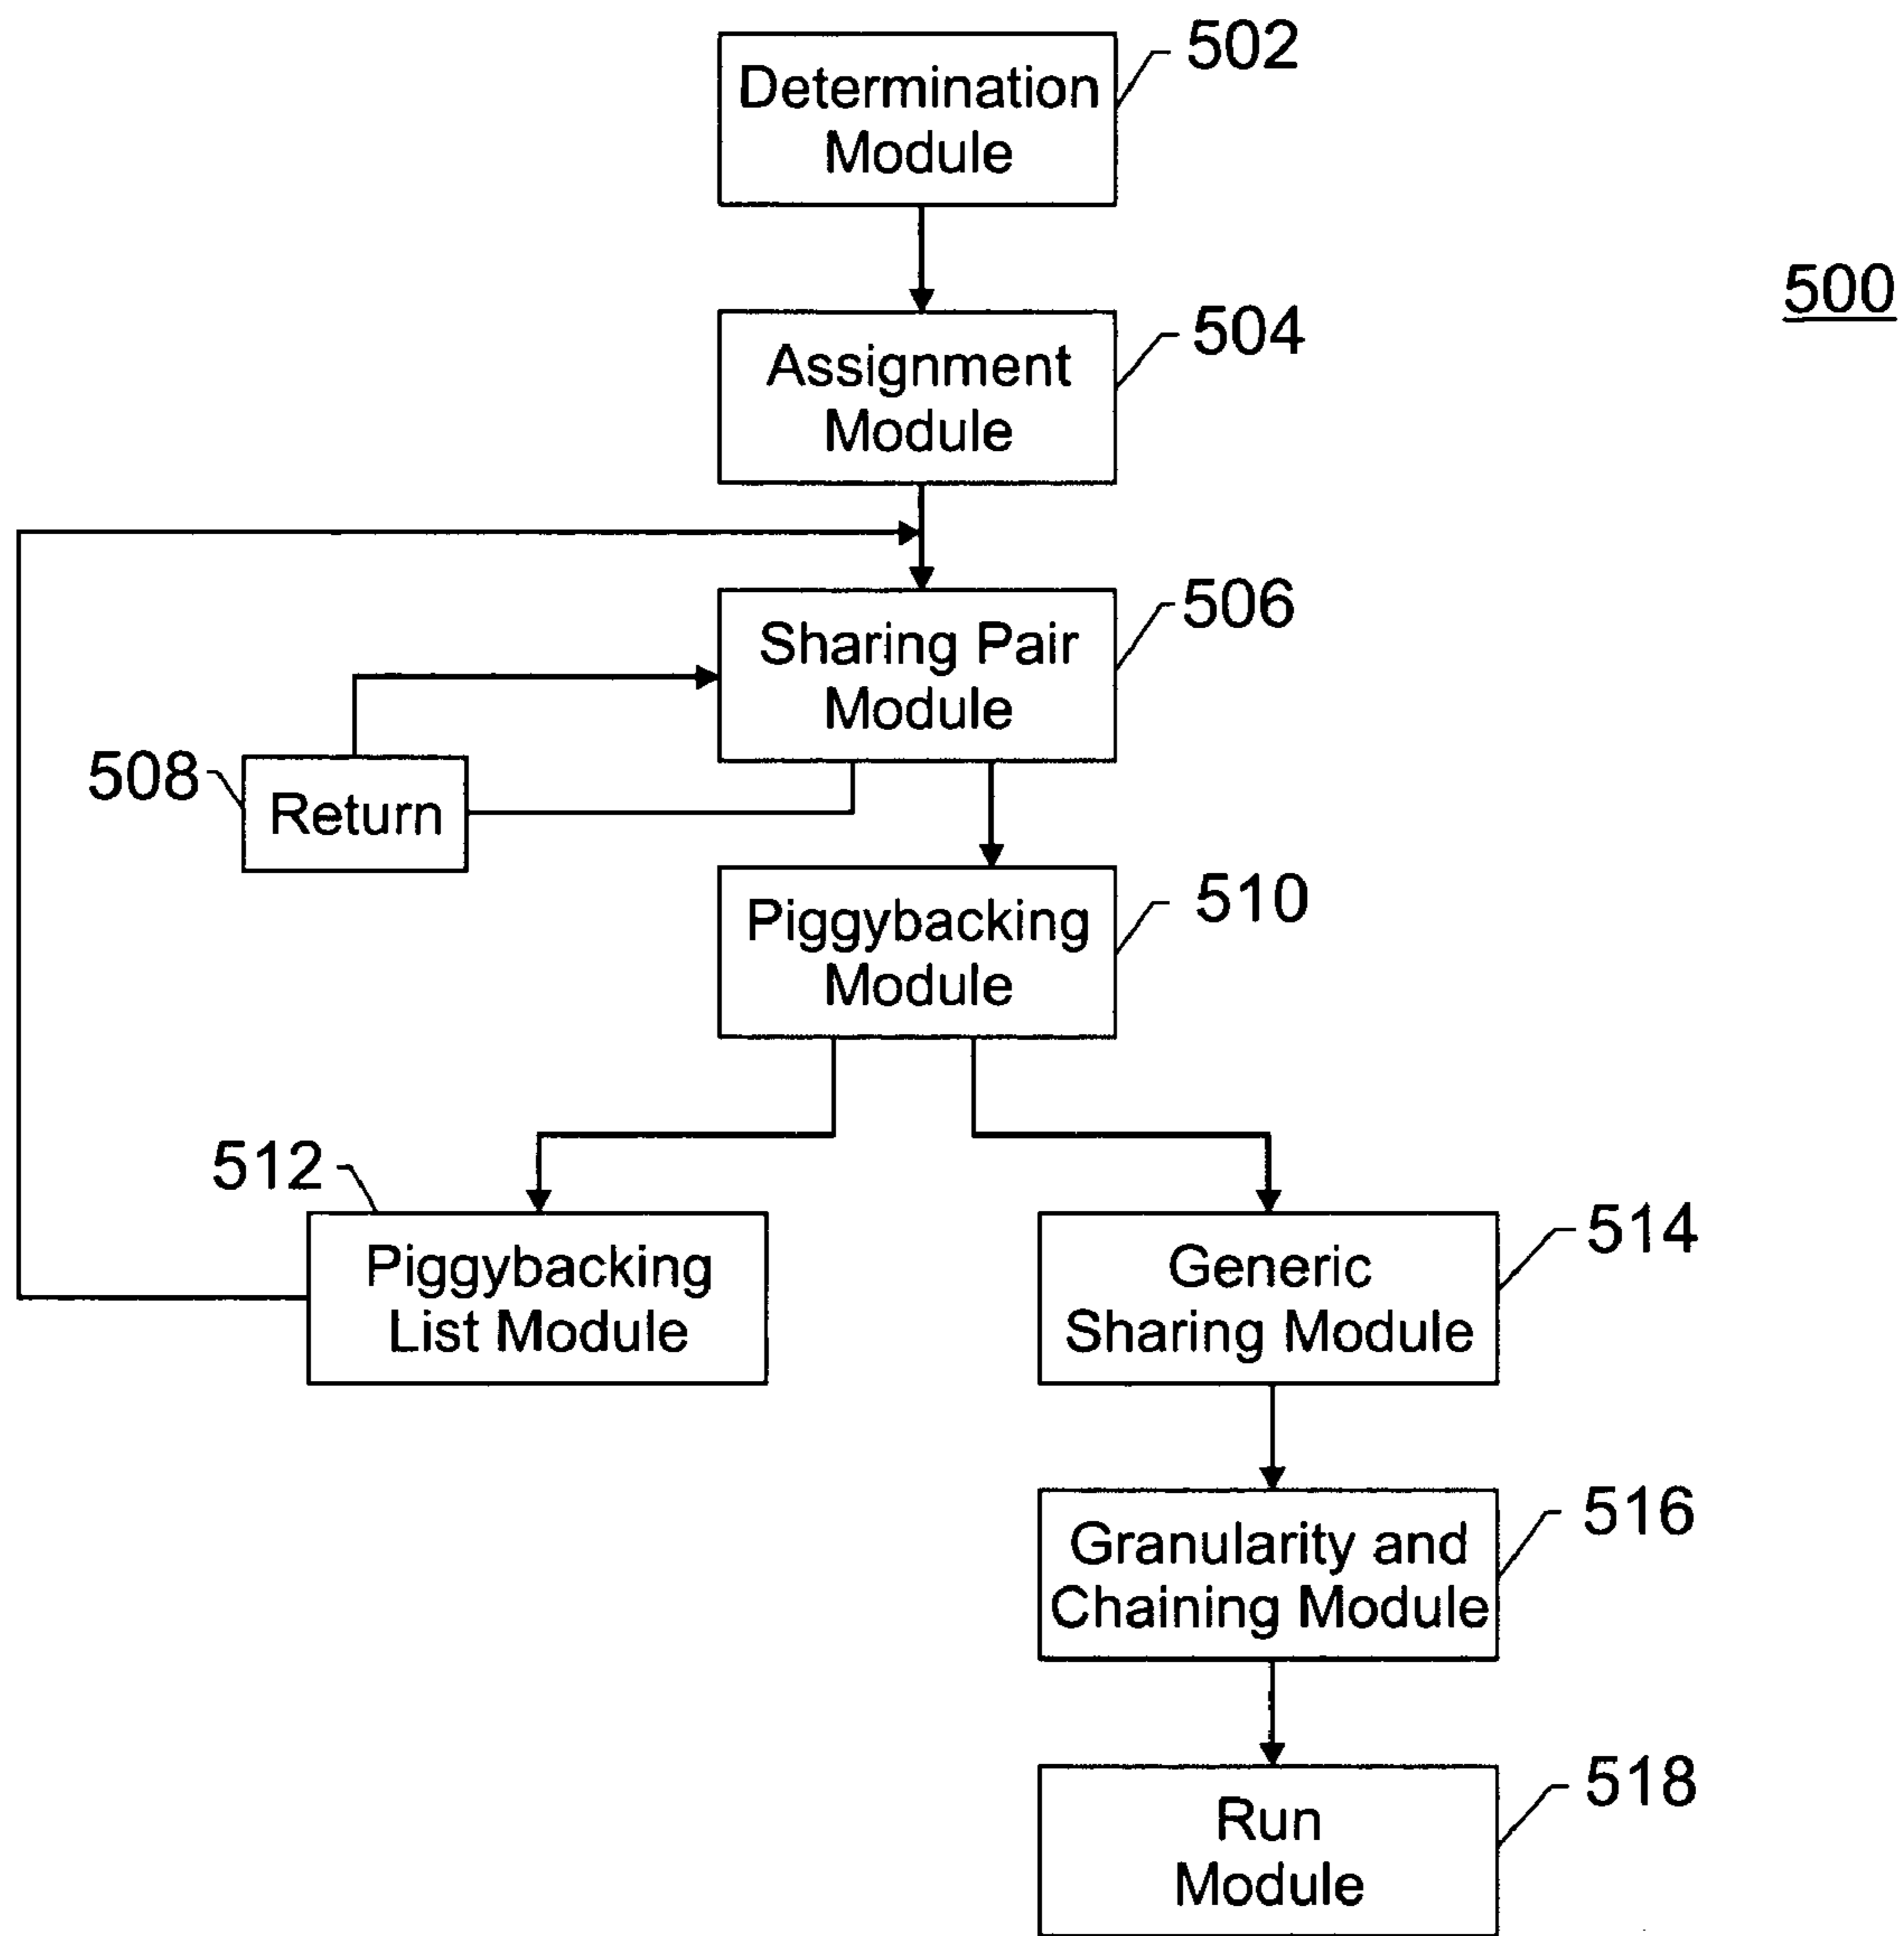 502
Determination
Module
500
504
Assignment
Module
506
Sharing Pair
Module
508
Return
510
Piggybacking
Module
512
Piggybacking
List Module
514
Generic
Sharing Module
516
Granularity and
Chaining Module
518
Run
Module